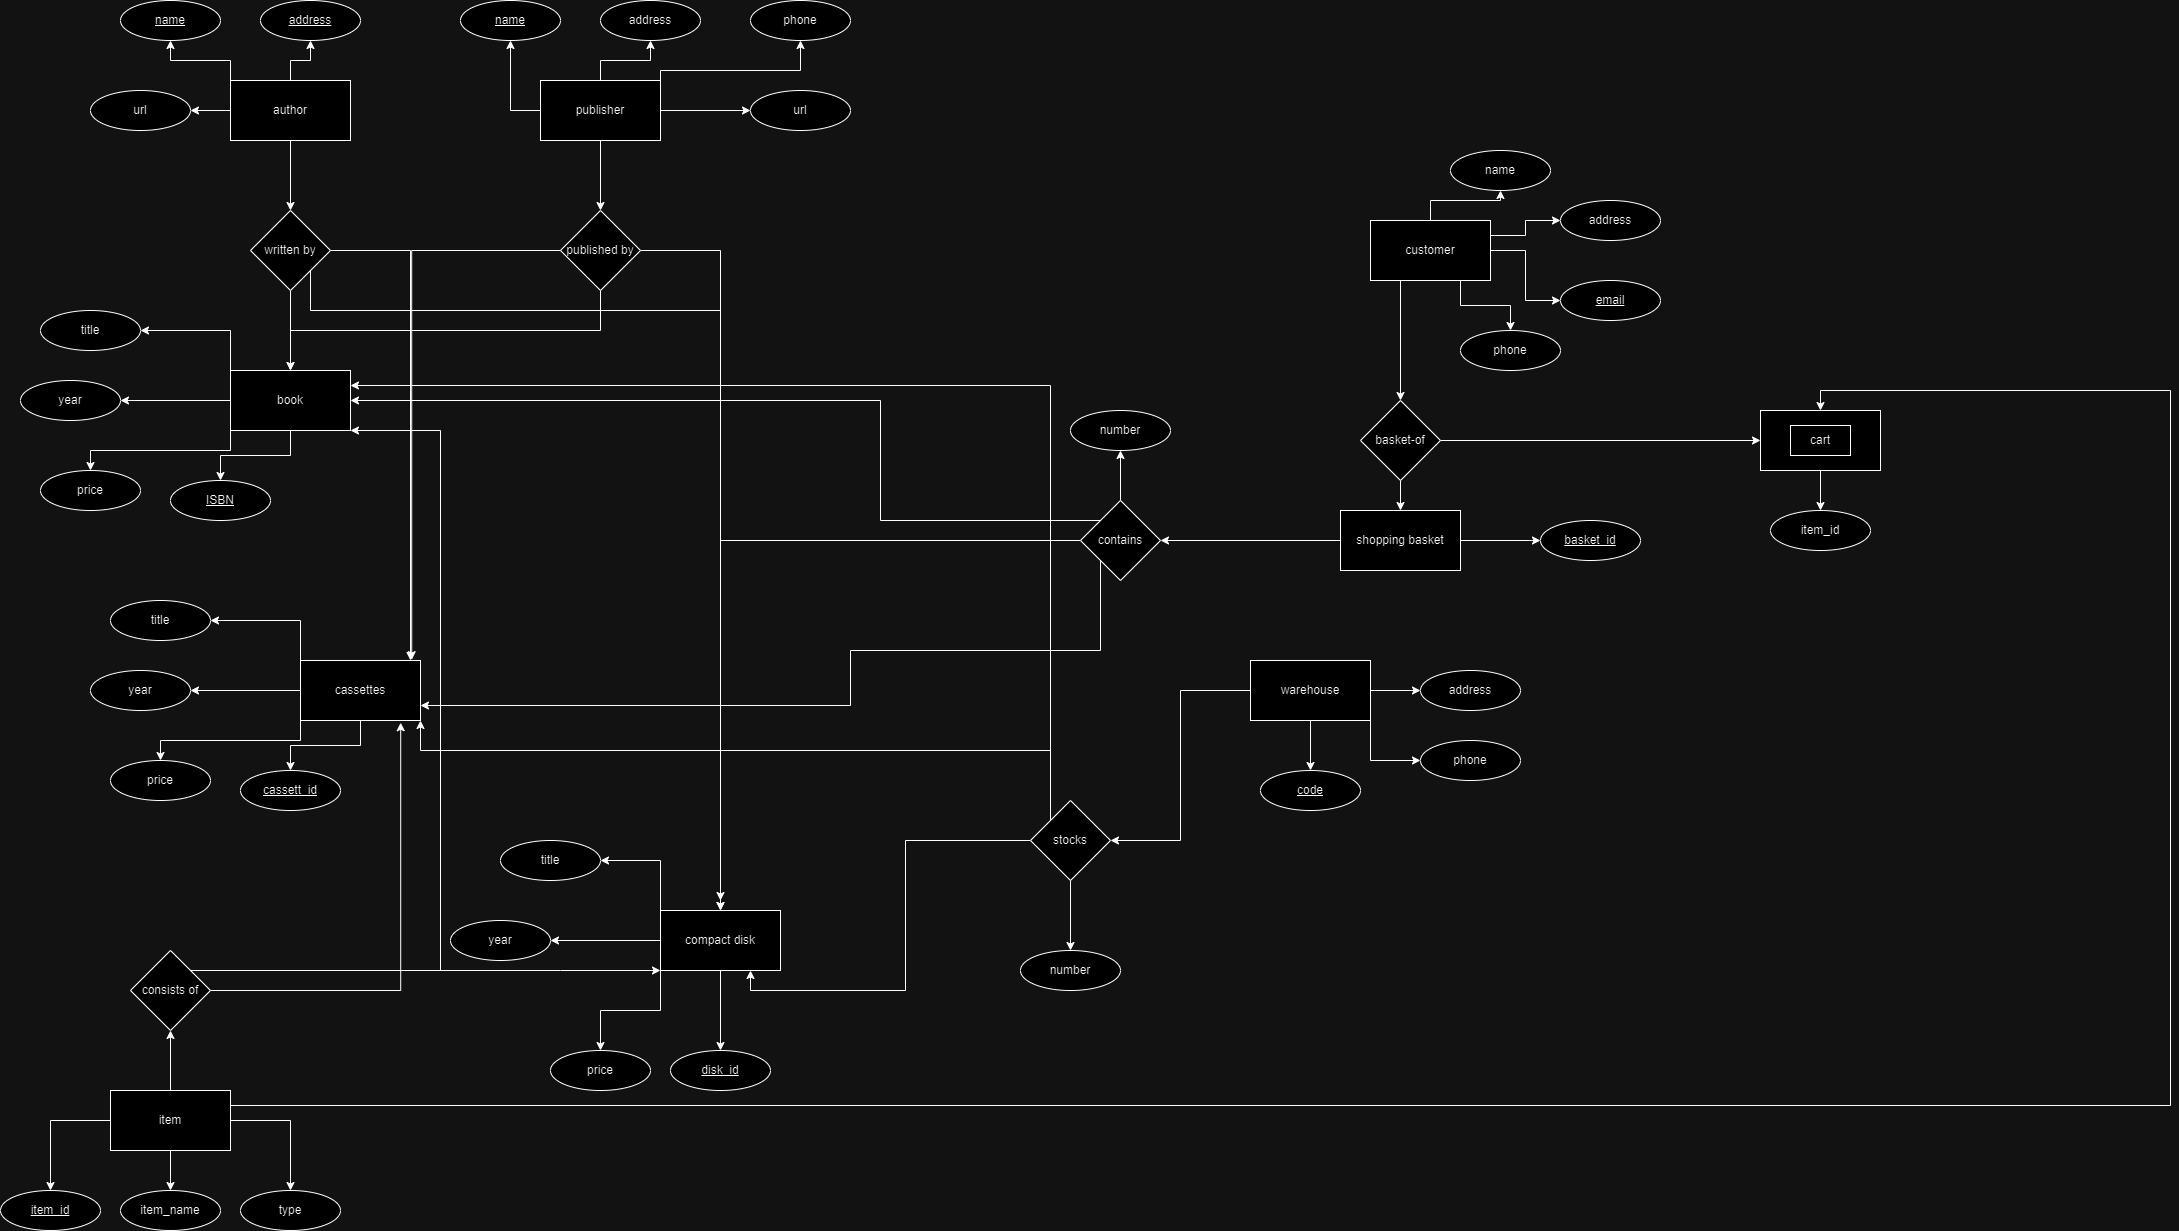 name
address
name
address
phone
url
author
publisher
url
name
address
written by
published by
customer
email
title
phone
year
book
number
basket-of
cart
price
ISBN
contains
shopping basket
basket_id
item_id
title
year
cassettes
warehouse
address
phone
price
cassett_id
code
stocks
title
year
compact disk
number
consists of
price
disk_id
item
item_id
item_name
type